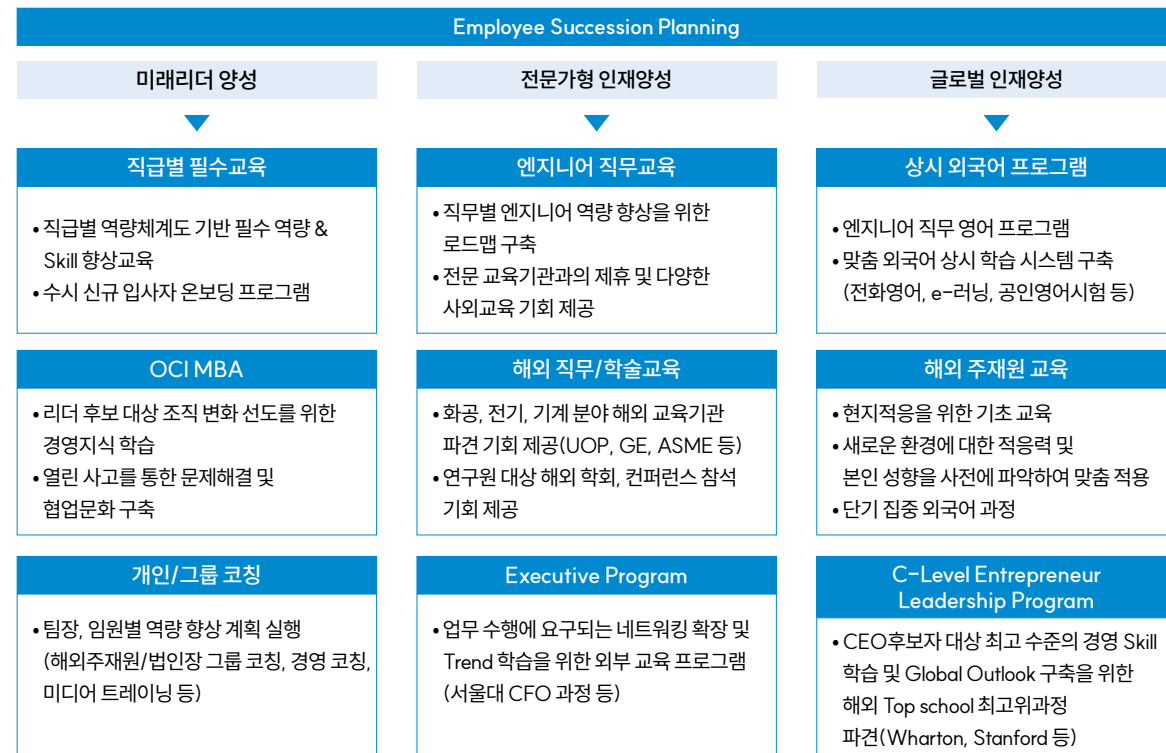 Employee Succession Planning
미래리더 양성
직급별 필수교육
• 직급별 역량체계도 기반 필수 역량 &
Skill 향상교육
• 수시 신규 입사자 온보딩 프로그램
OCI MBA
• 리더 후보 대상 조직 변화 선도를 위한
경영지식 학습
• 열린 사고를 통한 문제해결 및
협업문화 구축
개인/그룹 코칭
• 팀장, 임원별 역량 향상 계획 실행
(해외주재원/법인장 그룹 코칭, 경영 코칭,
미디어 트레이닝 등)
전문가형 인재양성
엔지니어 직무교육
• 직무별 엔지니어 역량 향상을 위한
로드맵 구축
• 전문 교육기관과의 제휴 및 다양한
사외교육 기회 제공
해외 직무/학술교육
• 화공, 전기, 기계 분야 해외 교육기관
파견 기회 제공(UOP, GE, ASME 등)
• 연구원 대상 해외 학회, 컨퍼런스 참석
기회 제공
Executive Program
• 업무 수행에 요구되는 네트워킹 확장 및
Trend 학습을 위한 외부 교육 프로그램
(서울대 CFO 과정 등)
글로벌 인재양성
상시 외국어 프로그램
• 엔지니어 직무 영어 프로그램
• 맞춤 외국어 상시 학습 시스템 구축
(전화영어, e-러닝, 공인영어시험 등)
해외 주재원 교육
• 현지적응을 위한 기초 교육
• 새로운 환경에 대한 적응력 및
본인 성향을 사전에 파악하여 맞춤 적용
• 단기 집중 외국어 과정
C-Level Entrepreneur
Leadership Program
• CEO후보자 대상 최고 수준의 경영 Skill
학습 및 Global Outlook 구축을 위한
해외 Top school 최고위과정
파견(Wharton, Stanford 등)